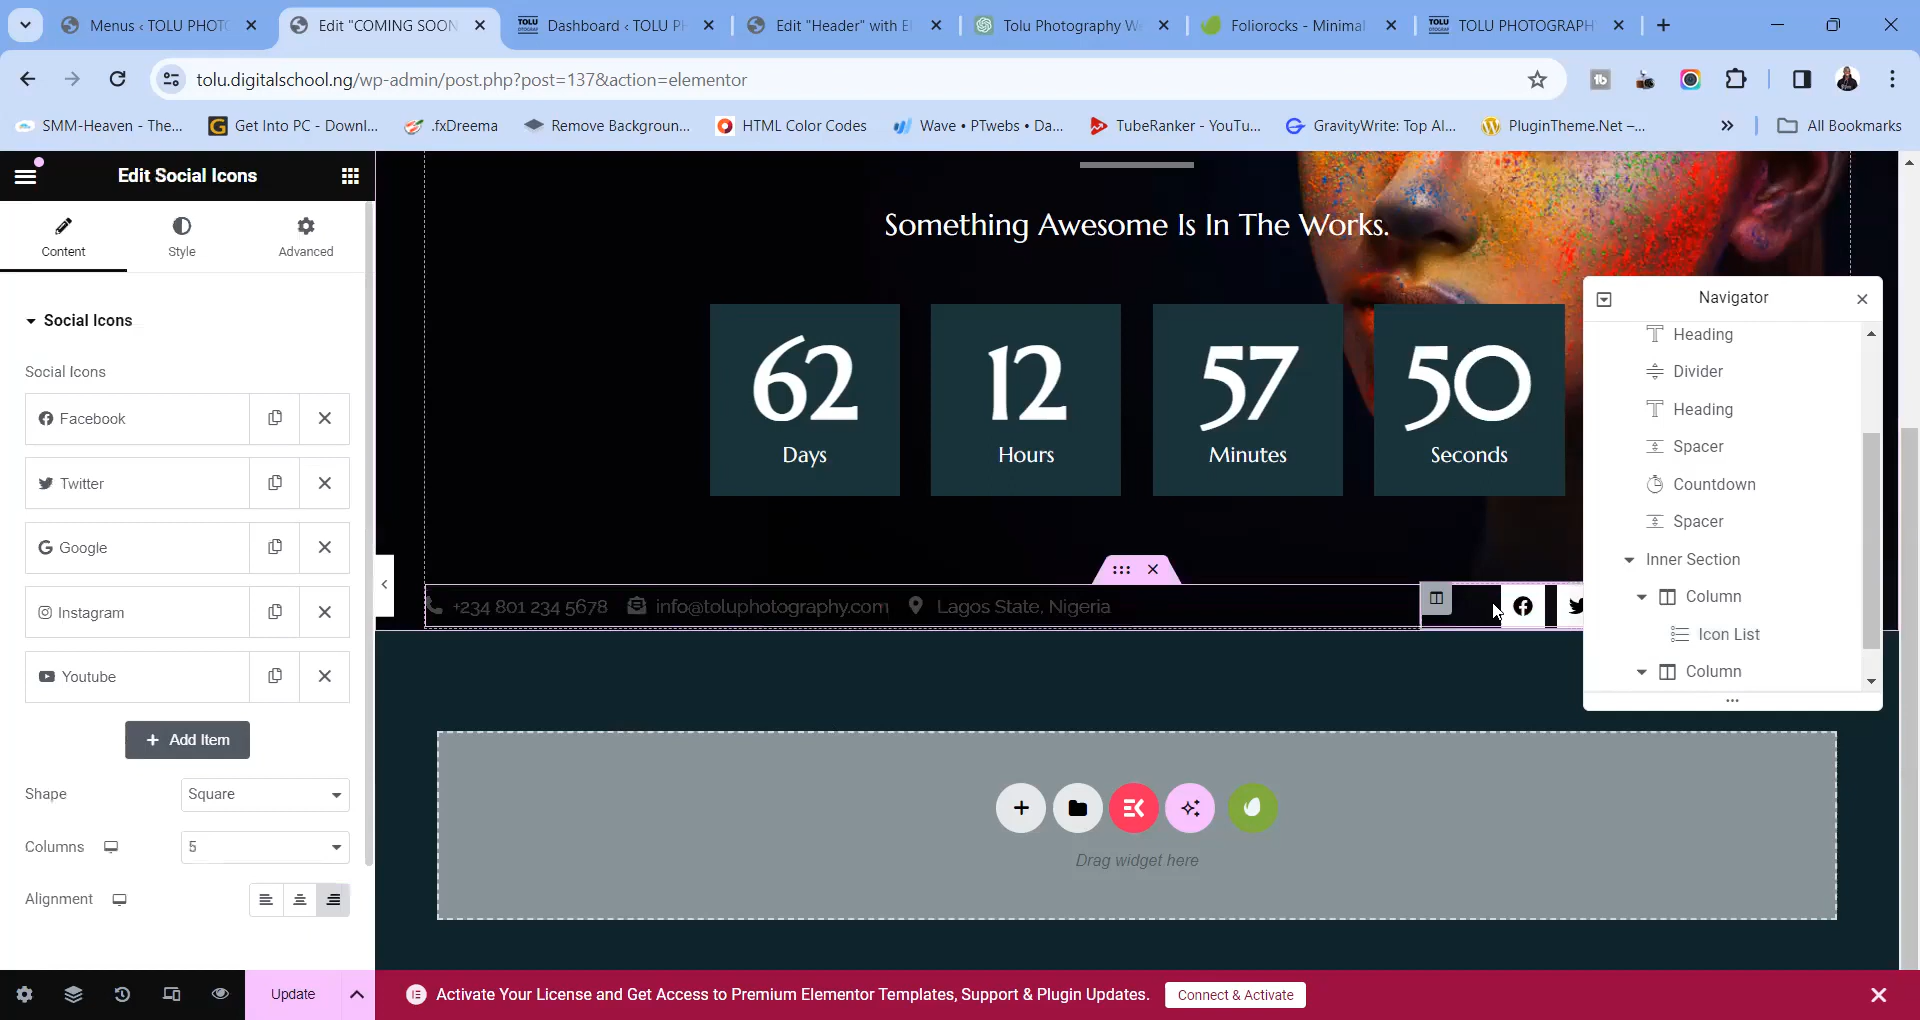 Menus ‹ TOLU PHOT
Edit "COMING SOON
Dashboard ‹ TOLU P
Edit "Header" with E
Tolu Photography W
Foliorocks - Minimal
TOLU PHOTOGRAPH
tolu.digitalschool.ng/wp-admin/post.php?post=137&action=elementor
SMM-Heaven - The...
Get Into PC - Downl...
.fxDreema
Remove Backgroun...
HTML Color Codes
Wave • PTwebs • Da...
TubeRanker - YouTu...
GravityWrite: Top Al...
PluginTheme.Net –...
All Bookmarks
Edit Social Icons
Content
Style
Advanced
Social Icons
Social Icons
Facebook
Twitter
Google
Instagram
Youtube
Add Item
Shape
Square
Columns
5
Alignment
Update
Something Awesome Is In The Works.
62
12
57
50
Days
Hours
Minutes
Seconds
+234 801 234 5678
info@toluphotography.com
Lagos State, Nigeria
Navigator
Heading
Divider
Heading
Spacer
Countdown
Spacer
Inner Section
Column
Icon List
Column
Drag widget here
Activate Your License and Get Access to Premium Elementor Templates, Support & Plugin Updates.
Connect & Activate